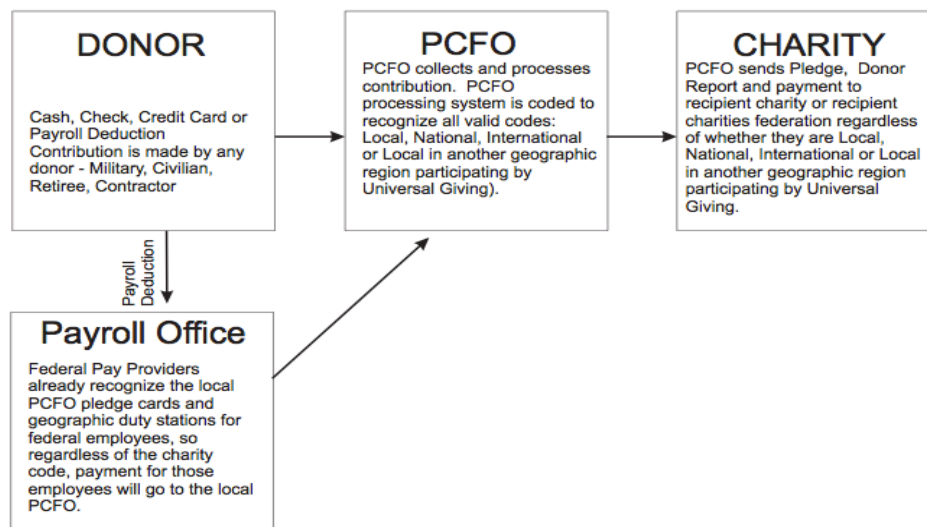 DONOR
Cash, Check, Credit Card or
Payroll Deduction
Contribution is made by any
donor - Military, Civilian,
Retiree, Contractor
PCFO
PCFO collects and processes
contribution. PCFO
processing system is coded to
recognize all valid codes:
Local, National, International
or Local in another geographic
region participating by
Universal Giving).
CHARITY
PCFO sends Pledge, Donor
Report and payment to
recipient charity or recipient
charities federation regardless
of whether they are Local,
National, International or Local
in another geographic region
participating by Universal
Giving.
Payroll
Deduction
Payroll Office
Federal Pay Providers
already recognize the local
PCFO pledge cards and
geographic duty stations for
federal employees, so
regardless of the charity
code, payment for those
employees will go to the local
PCFO.